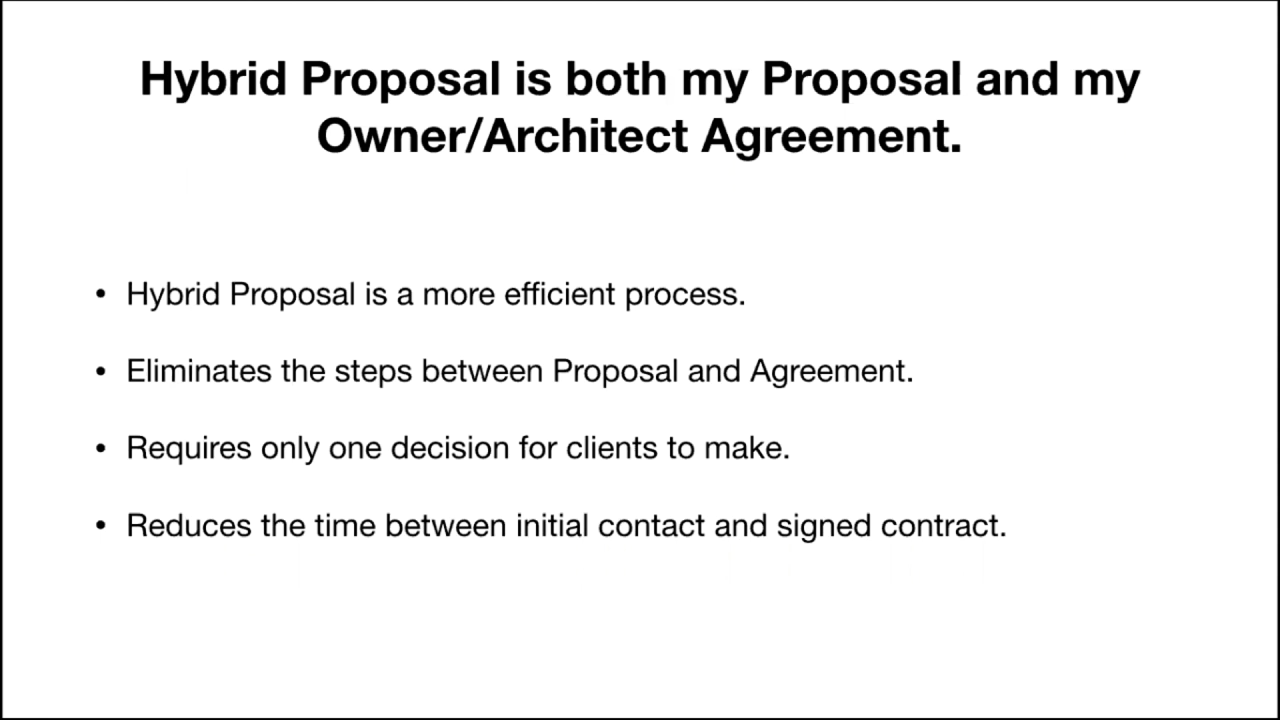 Hybrid Proposal is both my Proposal and my
Owner/Architect Agreement.
• Hybrid Proposal is a more efficient process.
• Eliminates the steps between Proposal and Agreement.
• Requires only one decision for clients to make.
• Reduces the time between initial contact and signed contract.